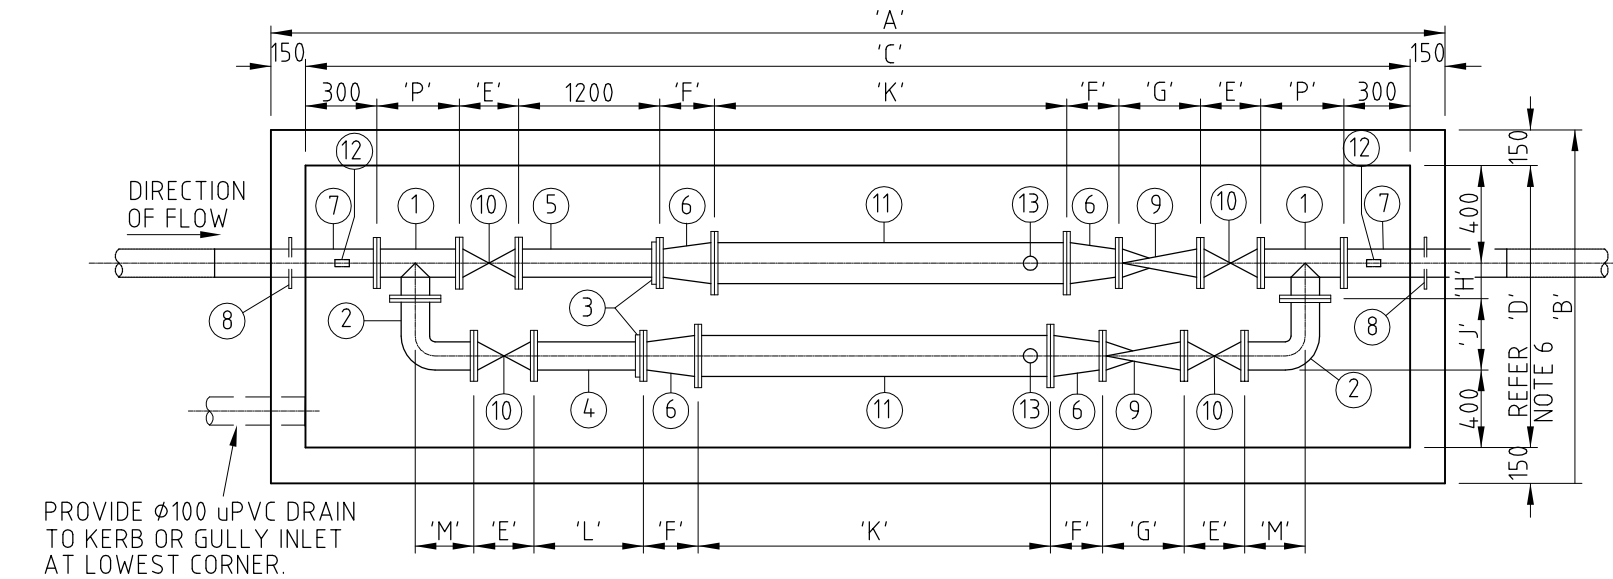 'A'
150
'C'
150
300
'P'
'E'
1200
'F'
'K'
'F'
'G'
'E'
'P'
300
150
12
12
DIRECTION
OF FLOW
7
1
10
5
6
11
13
6
9
10
1
7
400
'H'
8
2
3
8
'J'
REFER 'D'
NOTE 6
'B'
10
4
6
11
13
6
9
10
2
400
150
PROVIDE Ø100 uPVC DRAIN
TO KERB OR GULLY INLET
AT LOWEST CORNER.
'M'
'E'
'L'
'F'
'K'
'F'
'G'
'E'
'M'